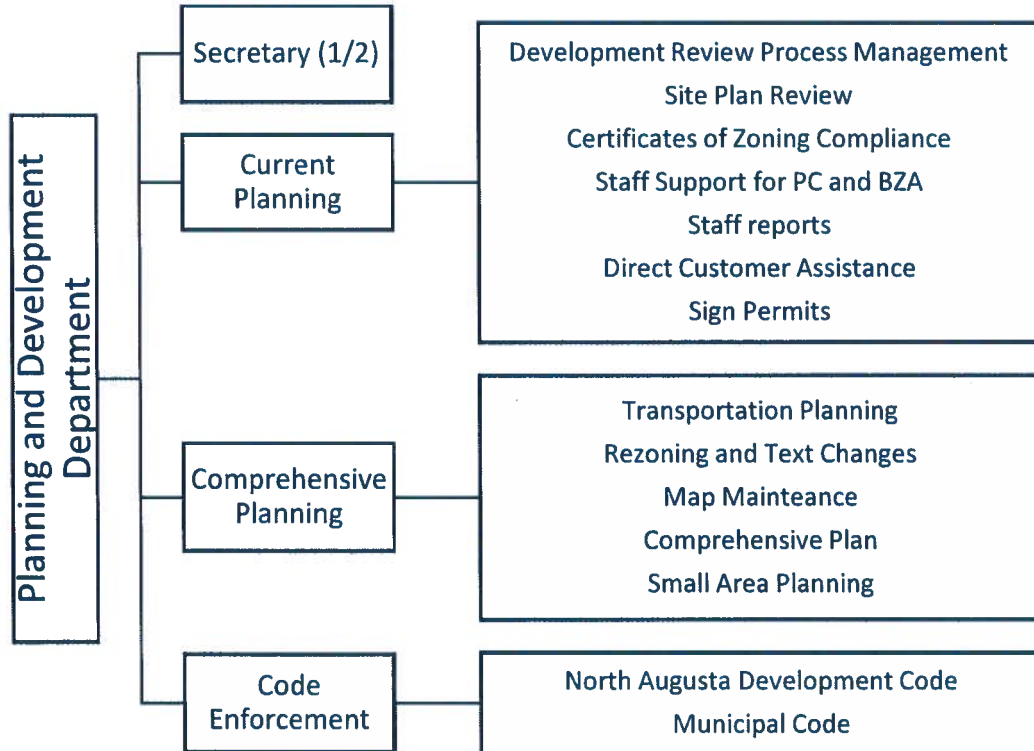 Planning and Development
Department
Secretary (1/2)
Current
Planning
Development Review Process Management
Site Plan Review
Certificates of Zoning Compliance
Staff Support for PC and BZA
Staff reports
Direct Customer Assistance
Sign Permits
Comprehensive
Planning
Transportation Planning
Rezoning and Text Changes
Map Mainteance
Comprehensive Plan
Small Area Planning
Code
Enforcement
North Augusta Development Code
Municipal Code